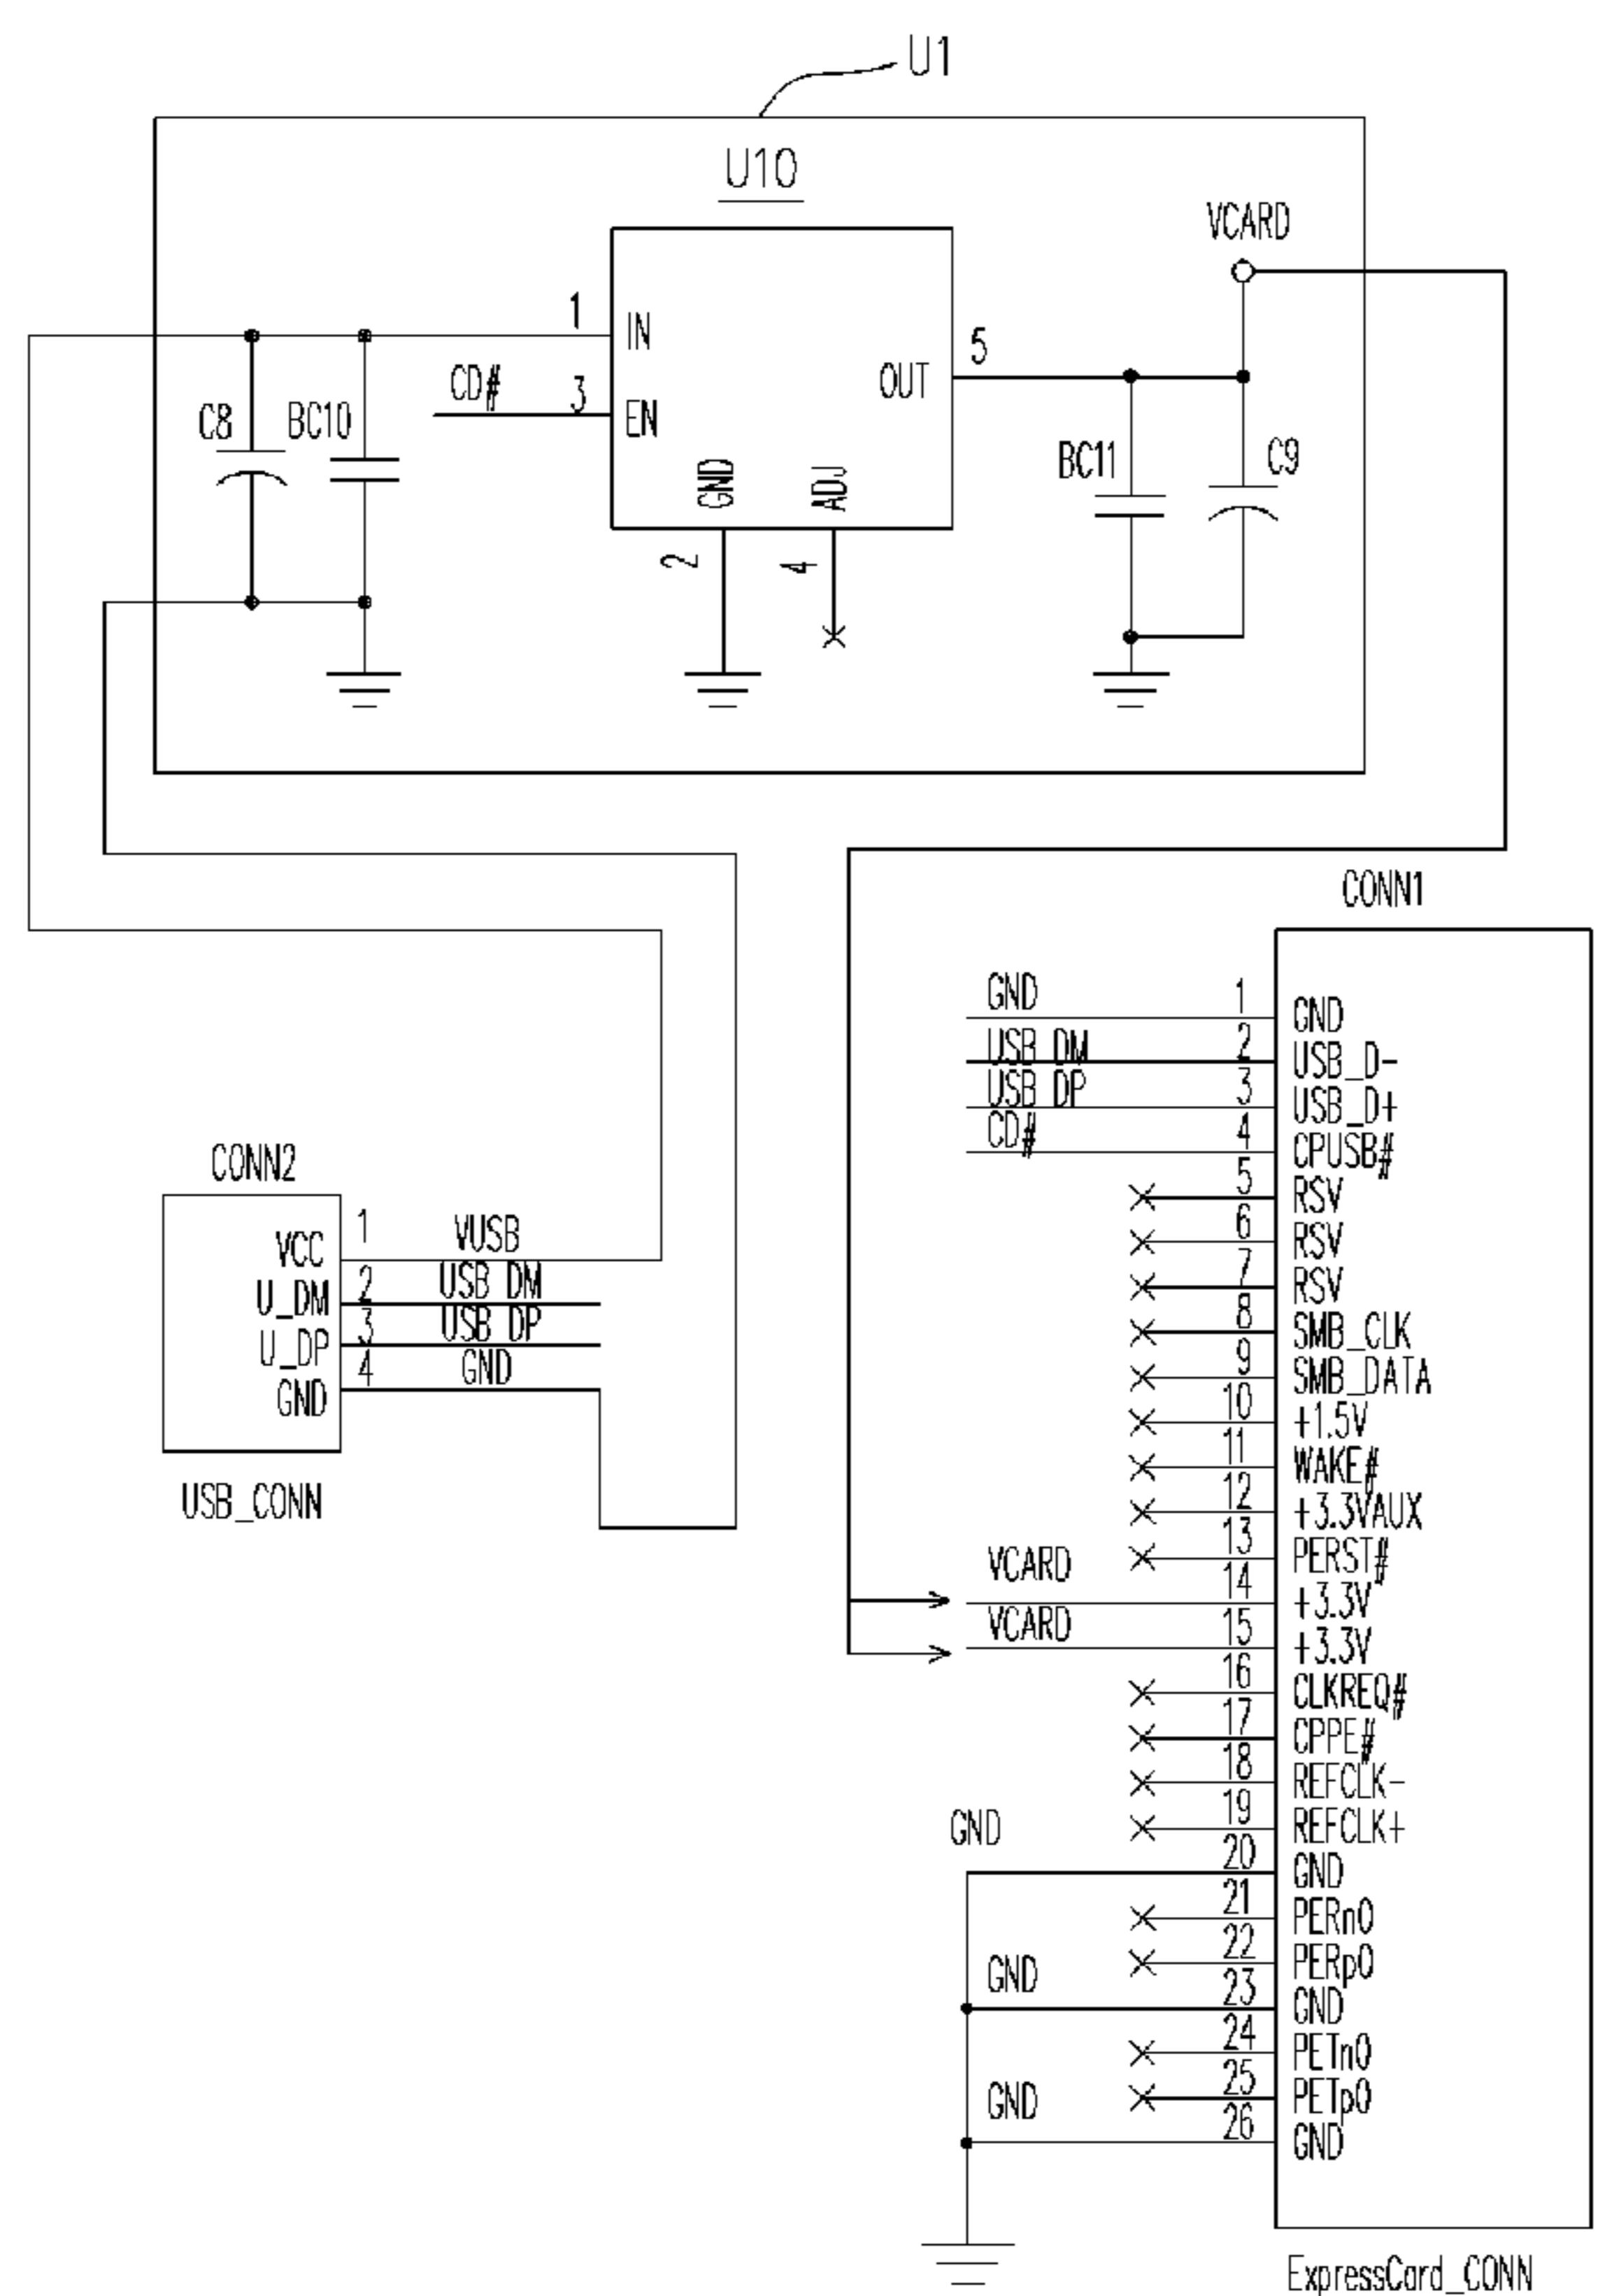 U1
U10
VCARD
1
IN
5
OUT
CD#
3
EN
C8
BC10
GND
ADJ
BC11
C9
2
4
CONN1
GND
1
GND
USB_DM
2
USB_D-
USB_DP
3
USB_D+
CD#
4
CPUSB#
5
RSV
6
RSV
7
RSV
8
SMB_CLK
9
SMB_DATA
10
+1.5V
11
WAKE#
12
+3.3VAUX
13
PERST#
VCARD
14
+3.3V
VCARD
15
+3.3V
16
CLKREQ#
17
CPPE#
18
REFCLK-
19
REFCLK+
GND
20
GND
21
PERn0
22
PERp0
GND
23
GND
24
PETn0
25
PETp0
GND
26
GND
ExpressCard_CONN
CONN2
VCC
1
VUSB
U_DM
2
USB_DM
U_DP
3
USB_DP
GND
4
GND
USB_CONN